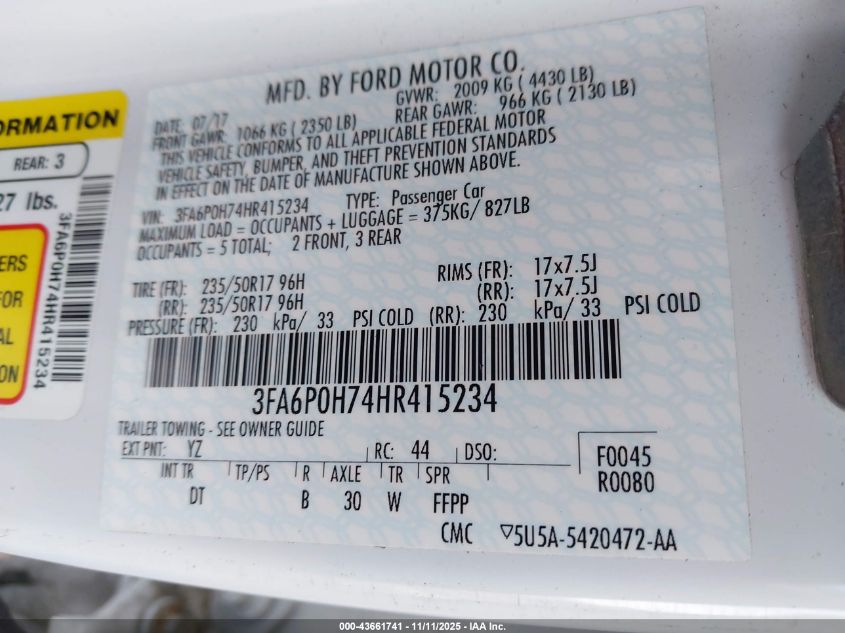 ORMATION
REAR: 3
27 lbs.
3FA6P0H74HR415234
ERS
FOR
AL
ON
MFD. BY FORD MOTOR CO.
DATE: 07/17 GVWR: 2009 KG ( 4430 LB)
FRONT GAWR: 1066 KG ( 2350 LB) REAR GAWR: 966 KG ( 2130 LB)
THIS VEHICLE CONFORMS TO ALL APPLICABLE FEDERAL MOTOR
VEHICLE SAFETY, BUMPER, AND THEFT PREVENTION STANDARDS
IN EFFECT ON THE DATE OF MANUFACTURE SHOWN ABOVE.
VIN: 3FA6P0H74HR415234 TYPE: Passenger Car
MAXIMUM LOAD = OCCUPANTS + LUGGAGE = 375KG/ 827LB
OCCUPANTS = 5 TOTAL; 2 FRONT, 3 REAR
TIRE (FR): 235/50R17 96H RIMS (FR): 17x7.5J
(RR): 235/50R17 96H (RR): 17x7.5J
PRESSURE (FR): 230 kPa/ 33 PSI COLD (RR): 230 kPa/ 33 PSI COLD
3FA6P0H74HR415234
TRAILER TOWING - SEE OWNER GUIDE
EXT PNT: YZ RC: 44 DSO: F0045
INT TR TP/PS R AXLE TR SPR R0080
DT B 30 W FFPP
CMC ▽5U5A-5420472-AA
000-43661741 - 11/11/2025 - IAA Inc.